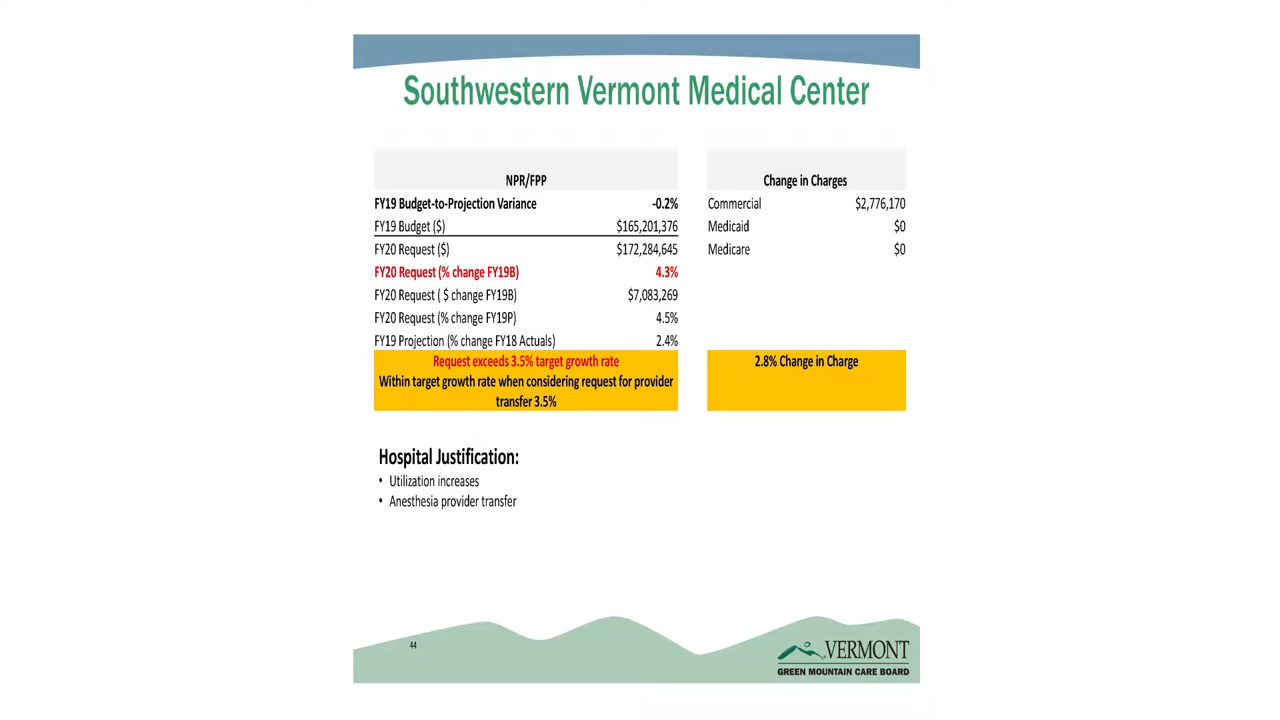 Southwestern Vermont Medical Center
NPR/FPP
FY19 Budget-to-Projection Variance -0.2%
FY19 Budget ($) $165,201,376
FY20 Request ($) $172,284,645
FY20 Request (% change FY19B) 4.3%
FY20 Request ( $ change FY19B) $7,083,269
FY20 Request (% change FY19P) 4.5%
FY19 Projection (% change FY18 Actuals) 2.4%
Request exceeds 3.5% target growth rate
Within target growth rate when considering request for provider
transfer 3.5%
Change in Charges
Commercial $2,776,170
Medicaid $0
Medicare $0
2.8% Change in Charge
Hospital Justification:
• Utilization increases
• Anesthesia provider transfer
44
VERMONT
GREEN MOUNTAIN CARE BOARD